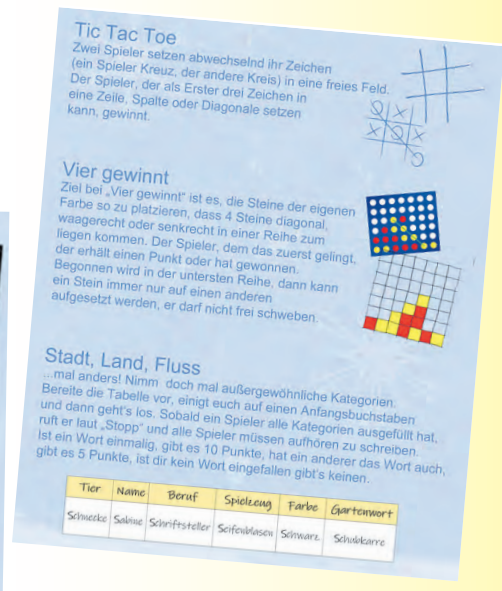 Tic Tac Toe
Zwei Spieler setzen abwechselnd ihr Zeichen
(ein Spieler Kreuz, der andere Kreis) in eine freies Feld.
Der Spieler, der als Erster drei Zeichen in
eine Zeile, Spalte oder Diagonale setzen
kann, gewinnt.
Vier gewinnt
Ziel bei „Vier gewinnt“ ist es, die Steine der eigenen
Farbe so zu platzieren, dass 4 Steine diagonal,
waagerecht oder senkrecht in einer Reihe zum
liegen kommen. Der Spieler, dem das zuerst gelingt,
der erhält einen Punkt oder hat gewonnen.
Begonnen wird in der untersten Reihe, dann kann
ein Stein immer nur auf einen anderen
aufgesetzt werden, er darf nicht frei schweben.
Stadt, Land, Fluss
...mal anders! Nimm doch mal außergewöhnliche Kategorien.
Bereite die Tabelle vor, einigt euch auf einen Anfangsbuchstaben
und dann geht's los. Sobald ein Spieler alle Kategorien ausgefüllt hat,
ruft er laut „Stopp“ und alle Spieler müssen aufhören zu schreiben.
Ist ein Wort einmalig, gibt es 10 Punkte, hat ein anderer das Wort auch,
gibt es 5 Punkte, ist dir kein Wort eingefallen gibt's keinen.
Tier Name Beruf Spielzeug Farbe Gartenwort
Schnecke Sabine Schriftsteller Seifenblasen Schwarz Schubkarre